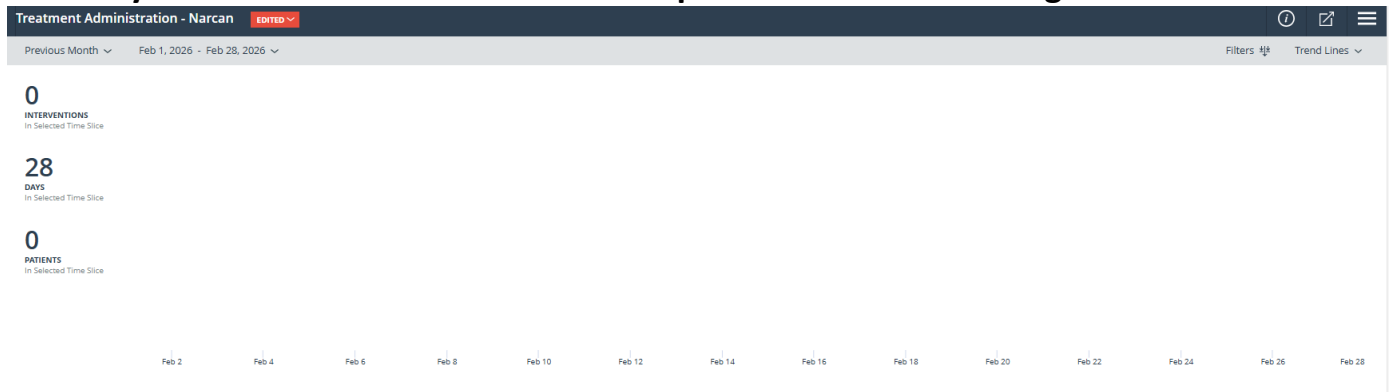 Treatment Administration - Narcan EDITED
Previous Month Feb 1, 2026 - Feb 28, 2026 Filters Trend Lines
0
INTERVENTIONS
In Selected Time Slice
28
DAYS
In Selected Time Slice
0
PATIENTS
In Selected Time Slice
Feb 2 Feb 4 Feb 6 Feb 8 Feb 10 Feb 12 Feb 14 Feb 16 Feb 18 Feb 20 Feb 22 Feb 24 Feb 26 Feb 28